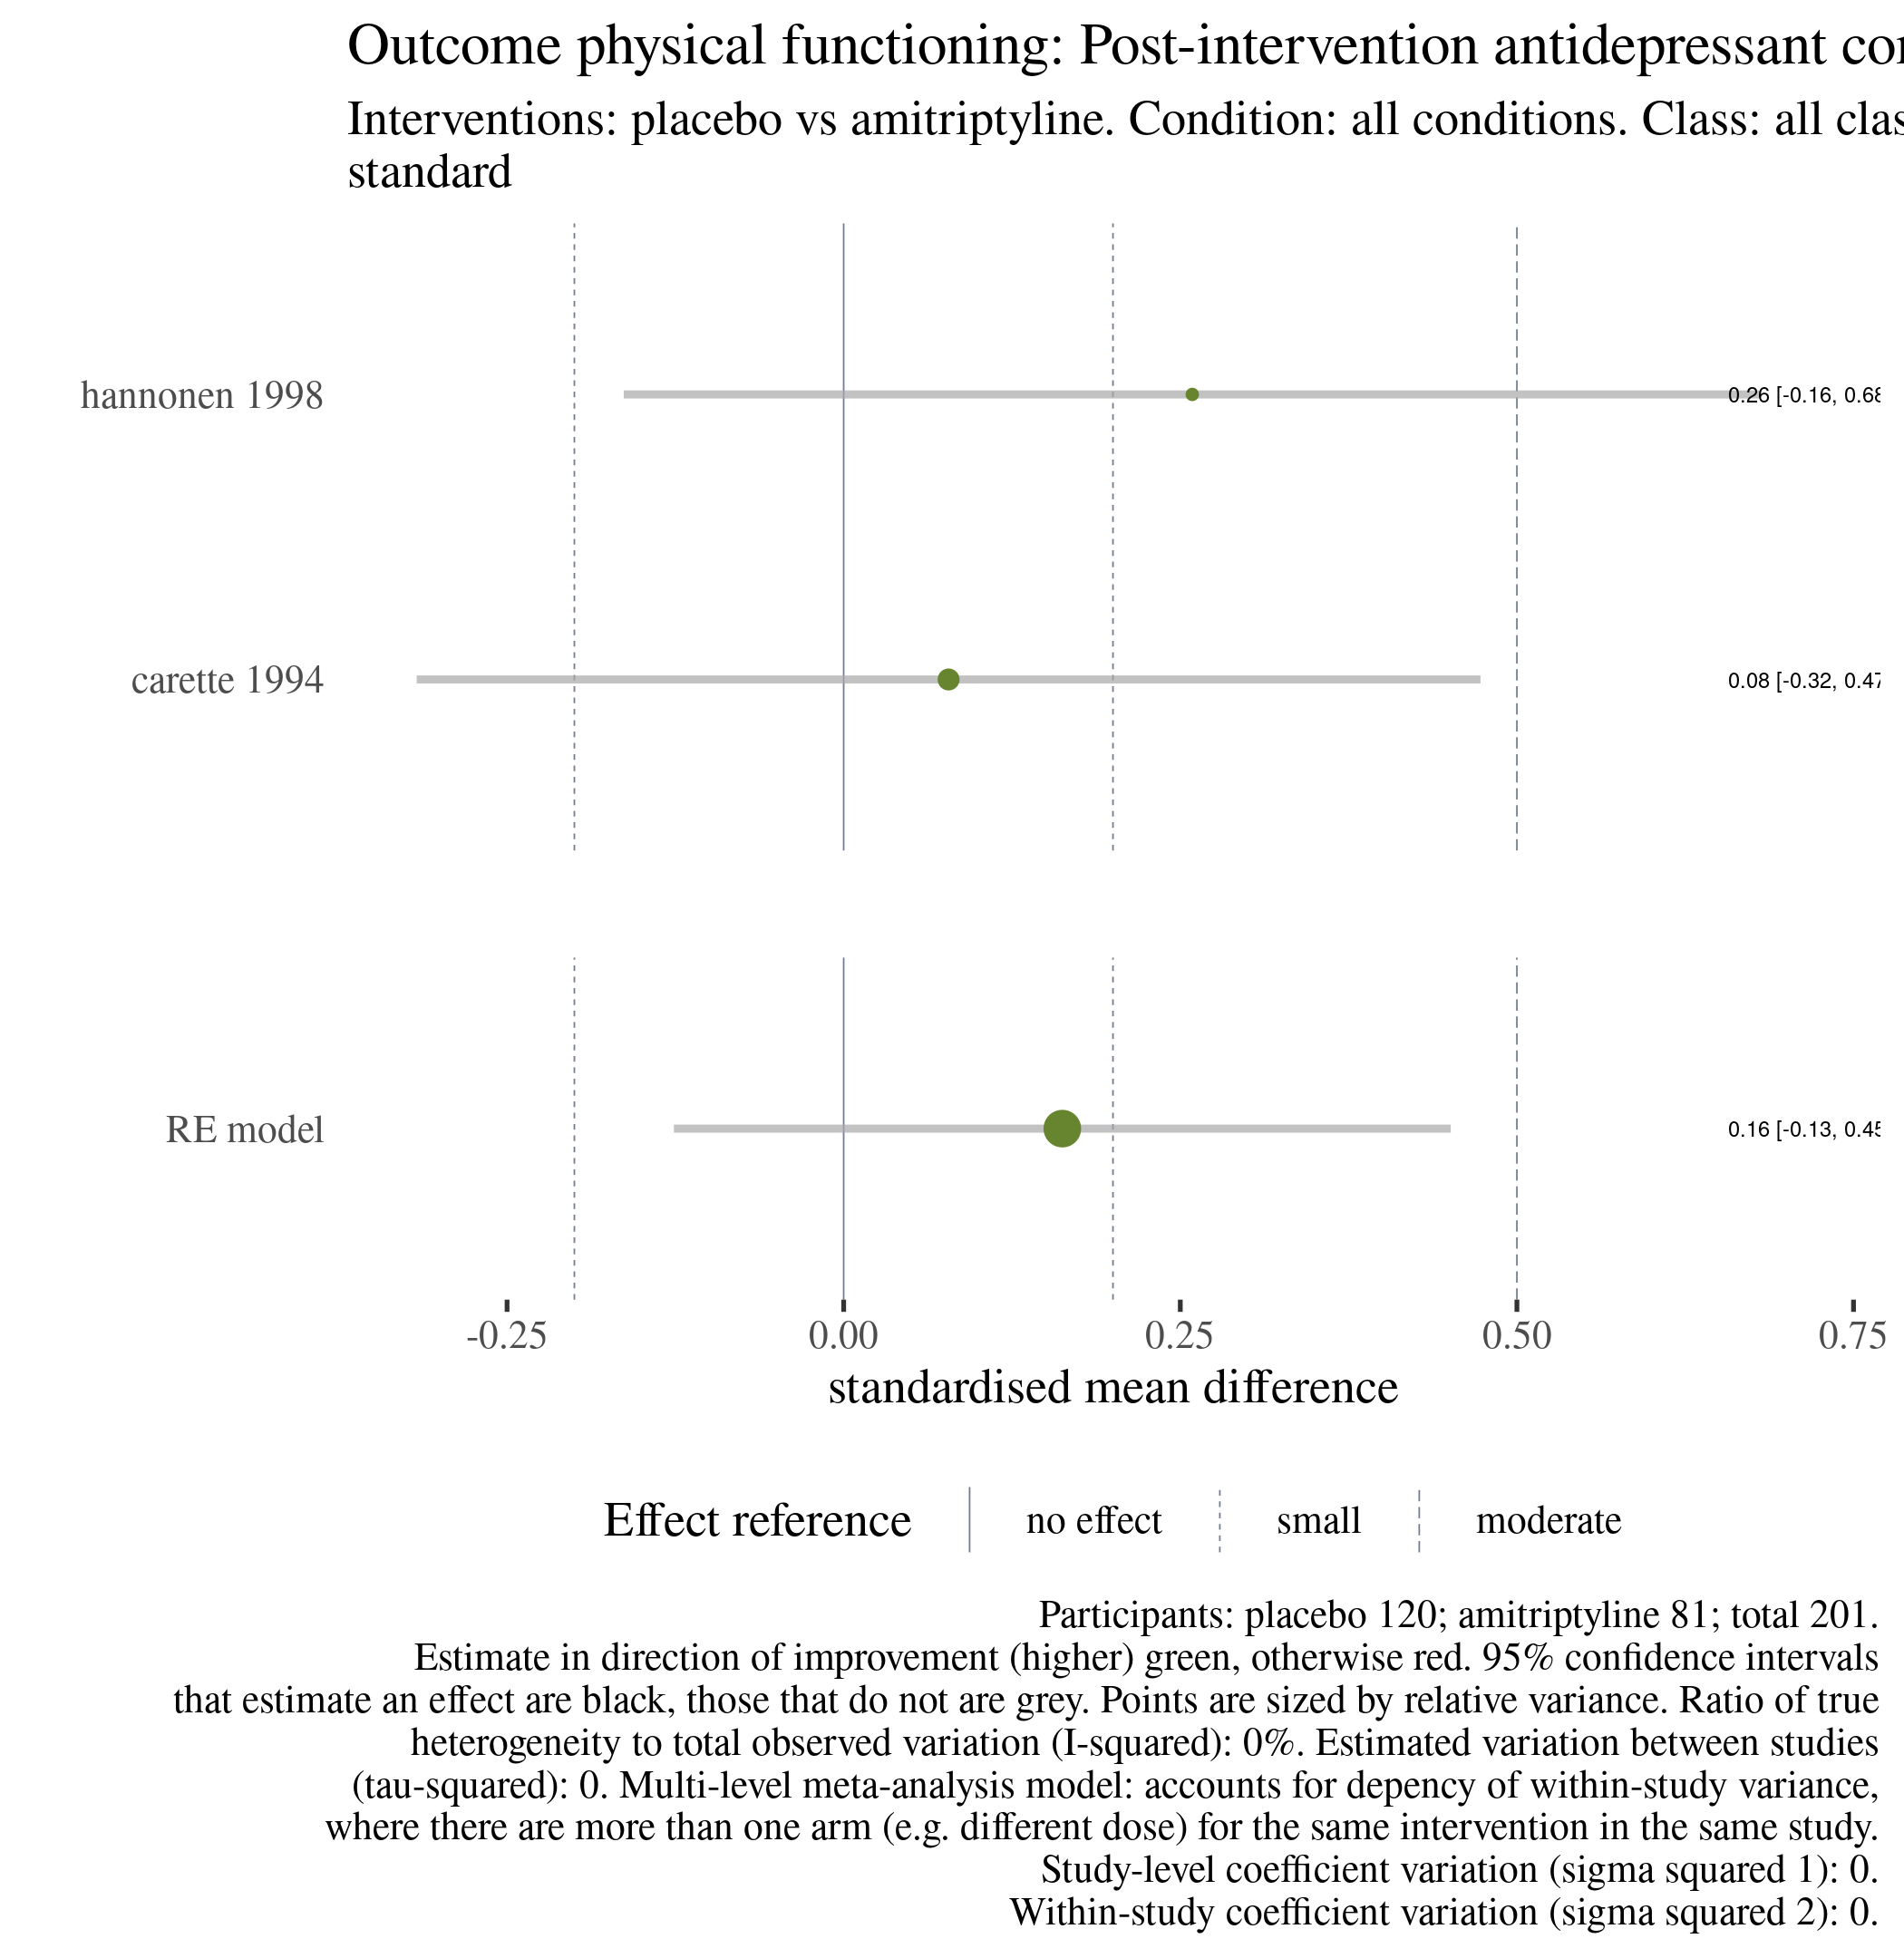 Outcome physical functioning: Post-intervention antidepressant
Interventions: placebo vs amitriptyline. Condition: all conditions. Class: all
standard
hannonen 1998
0.26 [-0.16,
carette 1994
0.08 [-0.32, 0.47
RE model
0.16 [-0.13, 0.45
-0.25 0.00 0.25 0.50 0.75
standardised mean difference
Effect reference no effect small moderate
Participants: placebo 120; amitriptyline 81; total 201.
Estimate in direction of improvement (higher) green, otherwise red. 95% confidence intervals
that estimate an effect are black, those that do not are grey. Points are sized by relative variance. Ratio of true
heterogeneity to total observed variation (I-squared): 0%. Estimated variation between studies
(tau-squared): 0. Multi-level meta-analysis model: accounts for depency of within-study variance,
where there are more than one arm (e.g. different dose) for the same intervention in the same study.
Study-level coefficient variation (sigma squared 1): 0.
Within-study coefficient variation (sigma squared 2): 0.